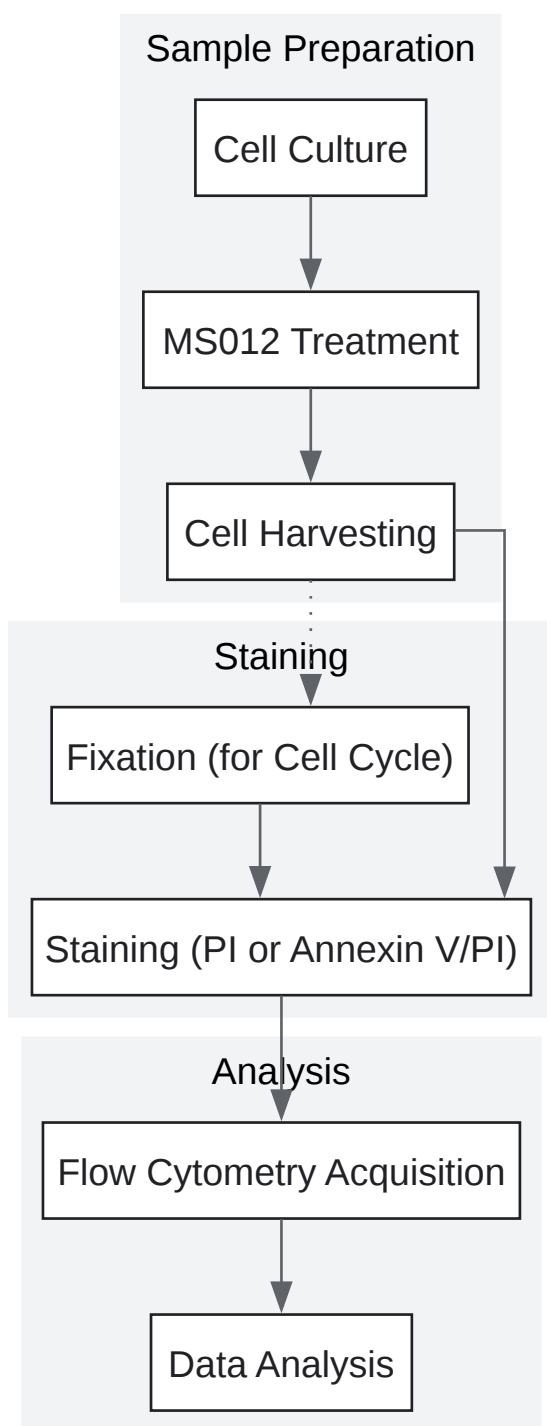 Sample Preparation
Cell Culture
MS012 Treatment
Cell Harvesting
Staining
Fixation (for Cell Cycle)
Staining (PI or Annexin V/PI)
Analysis
Flow Cytometry Acquisition
Data Analysis